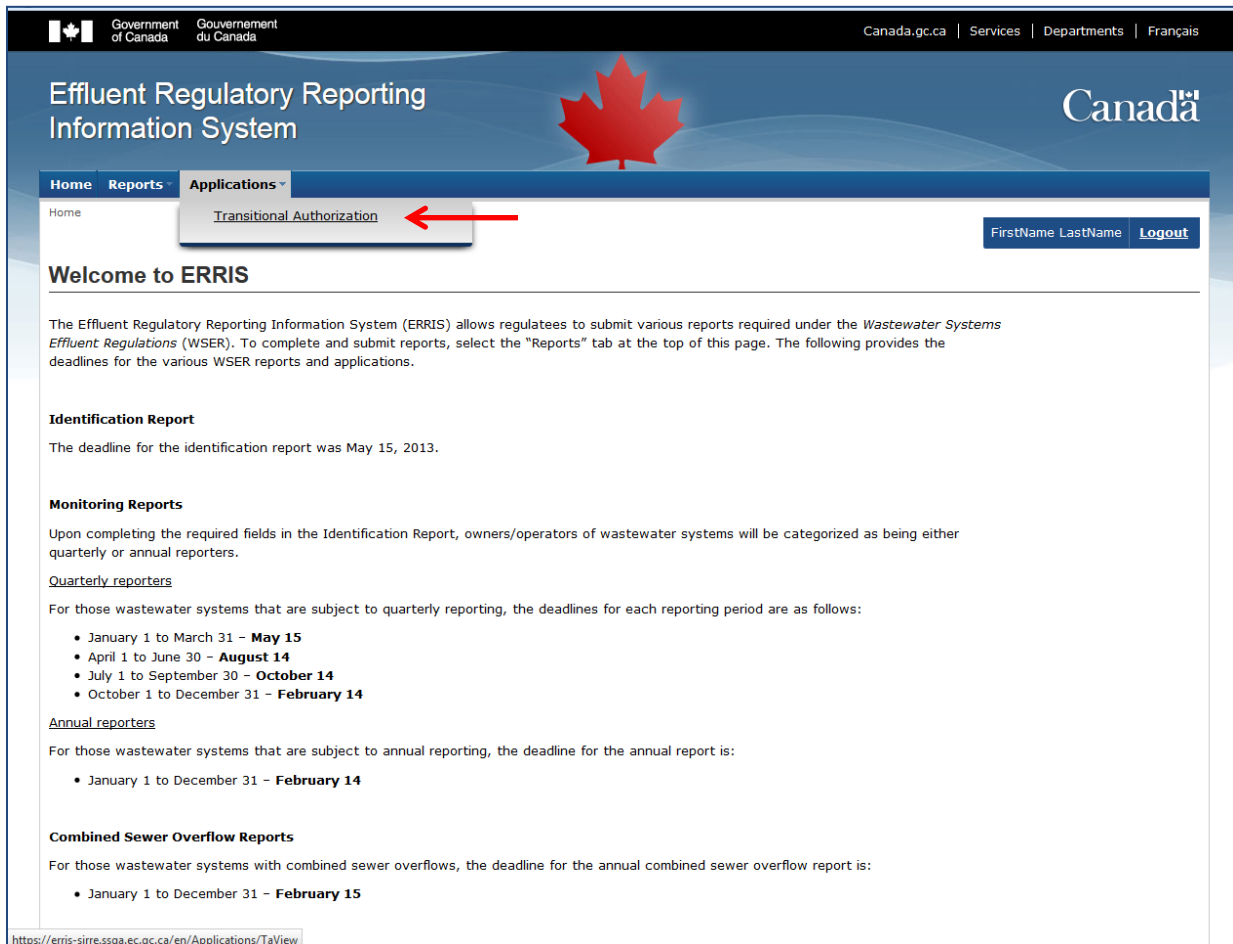 Government of Canada
Gouvernement du Canada
Canada.gc.ca | Services | Departments | Français
Effluent Regulatory Reporting
Information System
Canada
Home Reports Applications
Home
Transitional Authorization
FirstName LastName Logout
Welcome to ERRIS
The Effluent Regulatory Reporting Information System (ERRIS) allows regulatees to submit various reports required under the Wastewater Systems
Effluent Regulations (WSER). To complete and submit reports, select the “Reports” tab at the top of this page. The following provides the
deadlines for the various WSER reports and applications.
Identification Report
The deadline for the identification report was May 15, 2013.
Monitoring Reports
Upon completing the required fields in the Identification Report, owners/operators of wastewater systems will be categorized as being either
quarterly or annual reporters.
Quarterly reporters
For those wastewater systems that are subject to quarterly reporting, the deadlines for each reporting period are as follows:
• January 1 to March 31 – May 15
• April 1 to June 30 – August 14
• July 1 to September 30 – October 14
• October 1 to December 31 – February 14
Annual reporters
For those wastewater systems that are subject to annual reporting, the deadline for the annual report is:
• January 1 to December 31 – February 14
Combined Sewer Overflow Reports
For those wastewater systems with combined sewer overflows, the deadline for the annual combined sewer overflow report is:
• January 1 to December 31 – February 15
https://erris-sirre.ssqa.ec.gc.ca/en/Applications/TaView